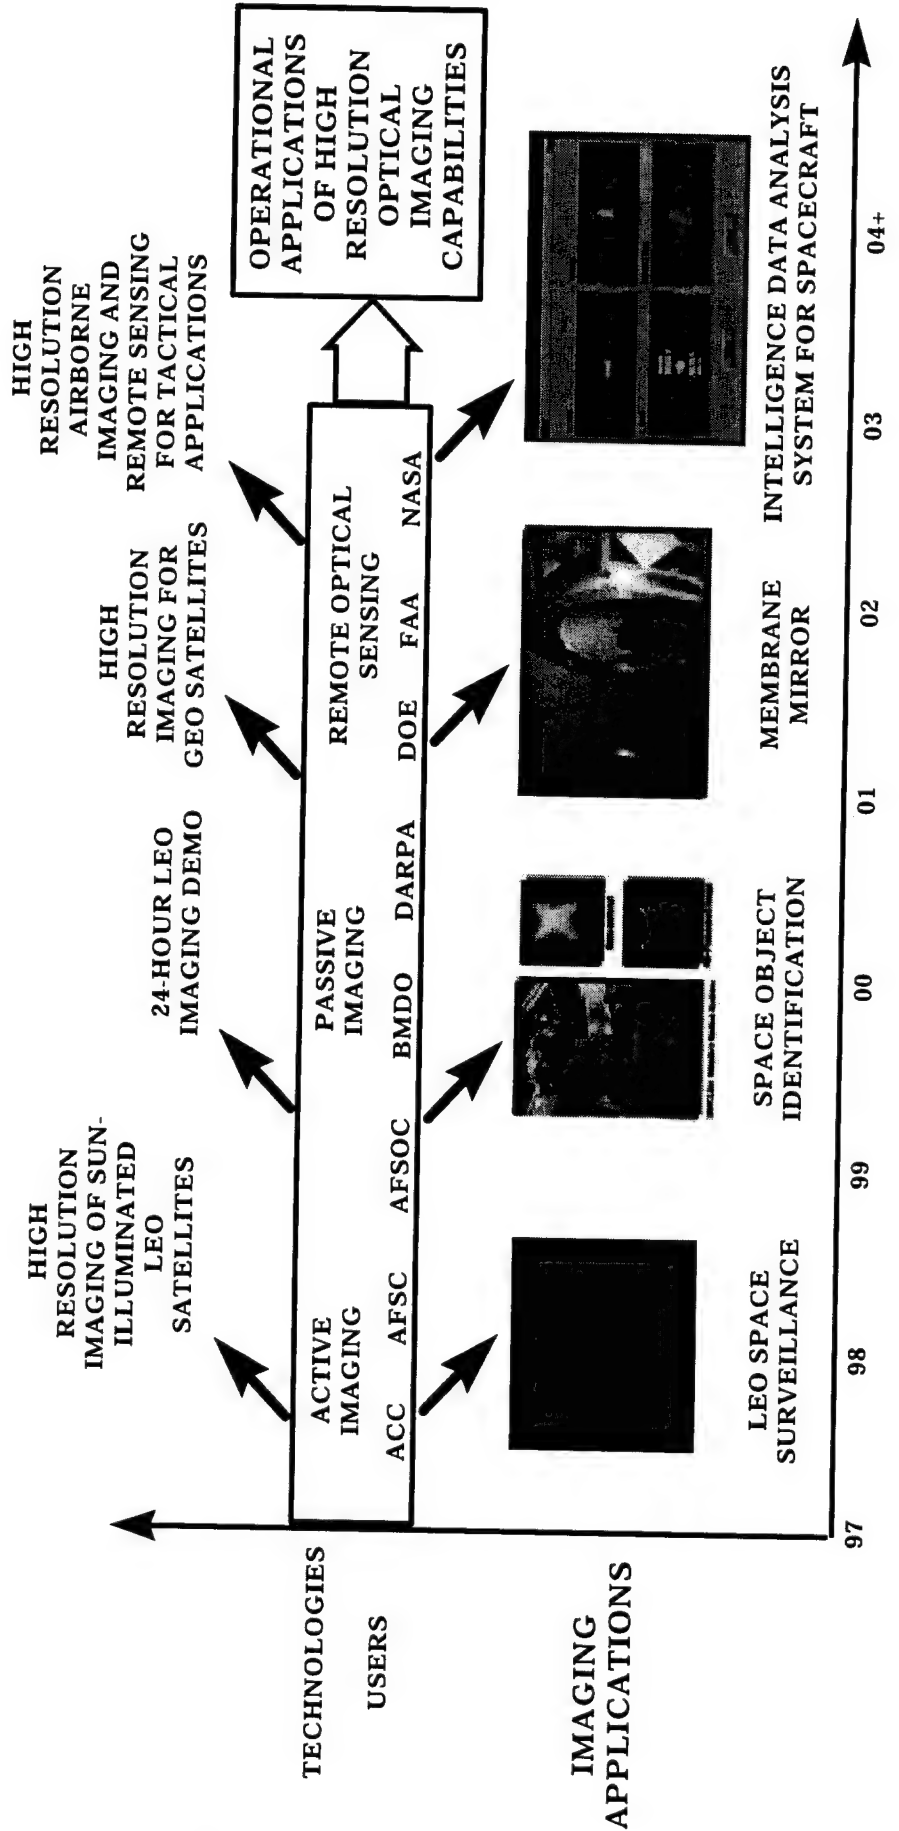 HIGH
RESOLUTION
IMAGING OF SUN-
ILLUMINATED
LEO
SATELLITES
24-HOUR LEO
IMAGING DEMO
HIGH
RESOLUTION
IMAGING FOR
GEO SATELLITES
HIGH
RESOLUTION
AIRBORNE
IMAGING AND
REMOTE SENSING
FOR TACTICAL
APPLICATIONS
TECHNOLOGIES
ACTIVE
IMAGING
PASSIVE
IMAGING
REMOTE OPTICAL
SENSING
USERS
ACC AFSC AFSOC BMDO DARPA DOE FAA NASA
OPERATIONAL
APPLICATIONS
OF HIGH
RESOLUTION
OPTICAL
IMAGING
CAPABILITIES
IMAGING
APPLICATIONS
LEO SPACE
SURVEILLANCE
SPACE OBJECT
IDENTIFICATION
MEMBRANE
MIRROR
INTELLIGENCE DATA ANALYSIS
SYSTEM FOR SPACECRAFT
97 98 99 00 01 02 03 04+